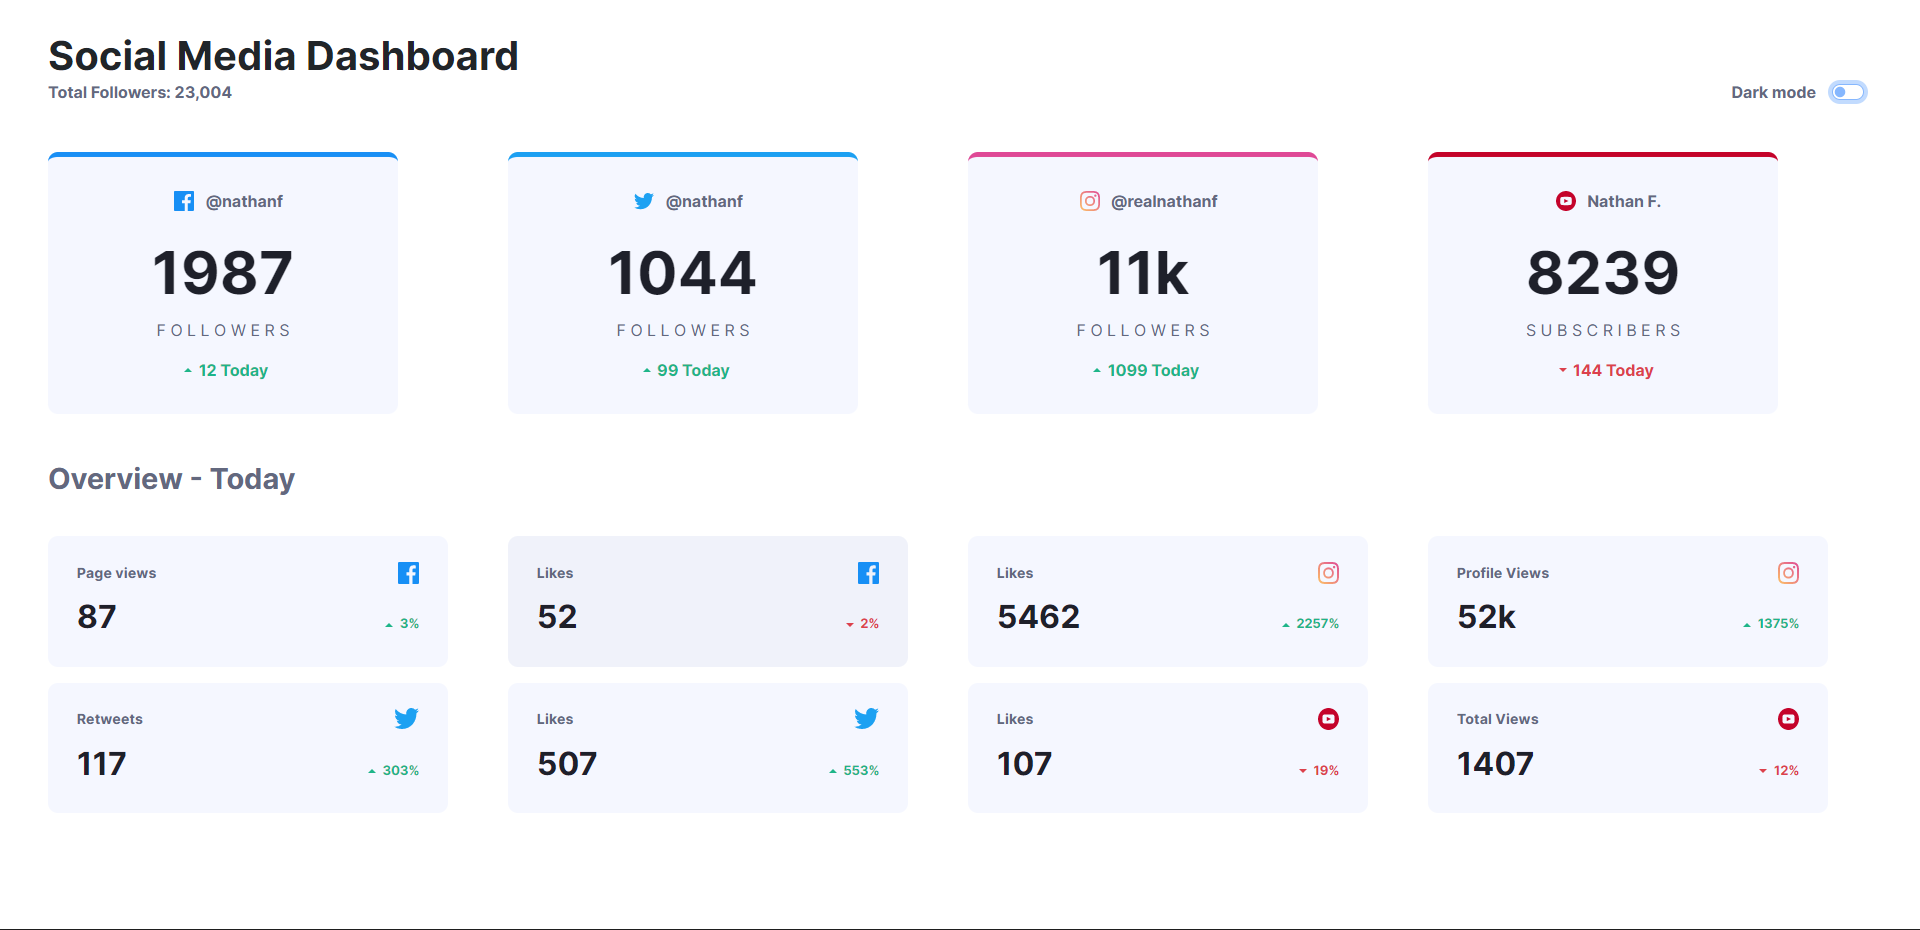 Social Media Dashboard
Total Followers: 23,004
Dark mode
@nathanf
1987
FOLLOWERS
12 Today
@nathanf
1044
FOLLOWERS
99 Today
@realnathanf
11k
FOLLOWERS
1099 Today
Nathan F.
8239
SUBSCRIBERS
144 Today
Overview - Today
Page views
87
3%
Likes
52
2%
Likes
5462
2257%
Profile Views
52k
1375%
Retweets
117
303%
Likes
507
553%
Likes
107
19%
Total Views
1407
12%